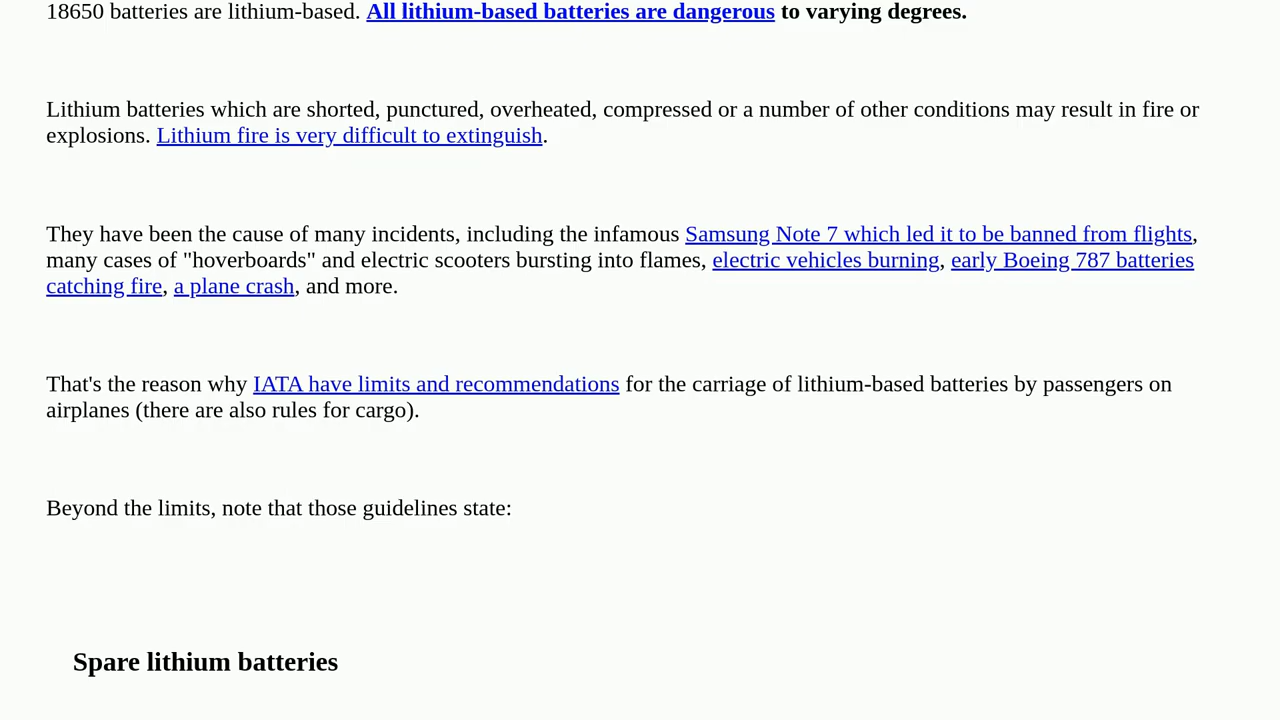 18650 batteries are lithium-based. All lithium-based batteries are dangerous to varying degrees.
Lithium batteries which are shorted, punctured, overheated, compressed or a number of other conditions may result in fire or
explosions. Lithium fire is very difficult to extinguish.
They have been the cause of many incidents, including the infamous Samsung Note 7 which led it to be banned from flights,
many cases of "hoverboards" and electric scooters bursting into flames, electric vehicles burning, early Boeing 787 batteries
catching fire, a plane crash, and more.
That's the reason why IATA have limits and recommendations for the carriage of lithium-based batteries by passengers on
airplanes (there are also rules for cargo).
Beyond the limits, note that those guidelines state:
Spare lithium batteries